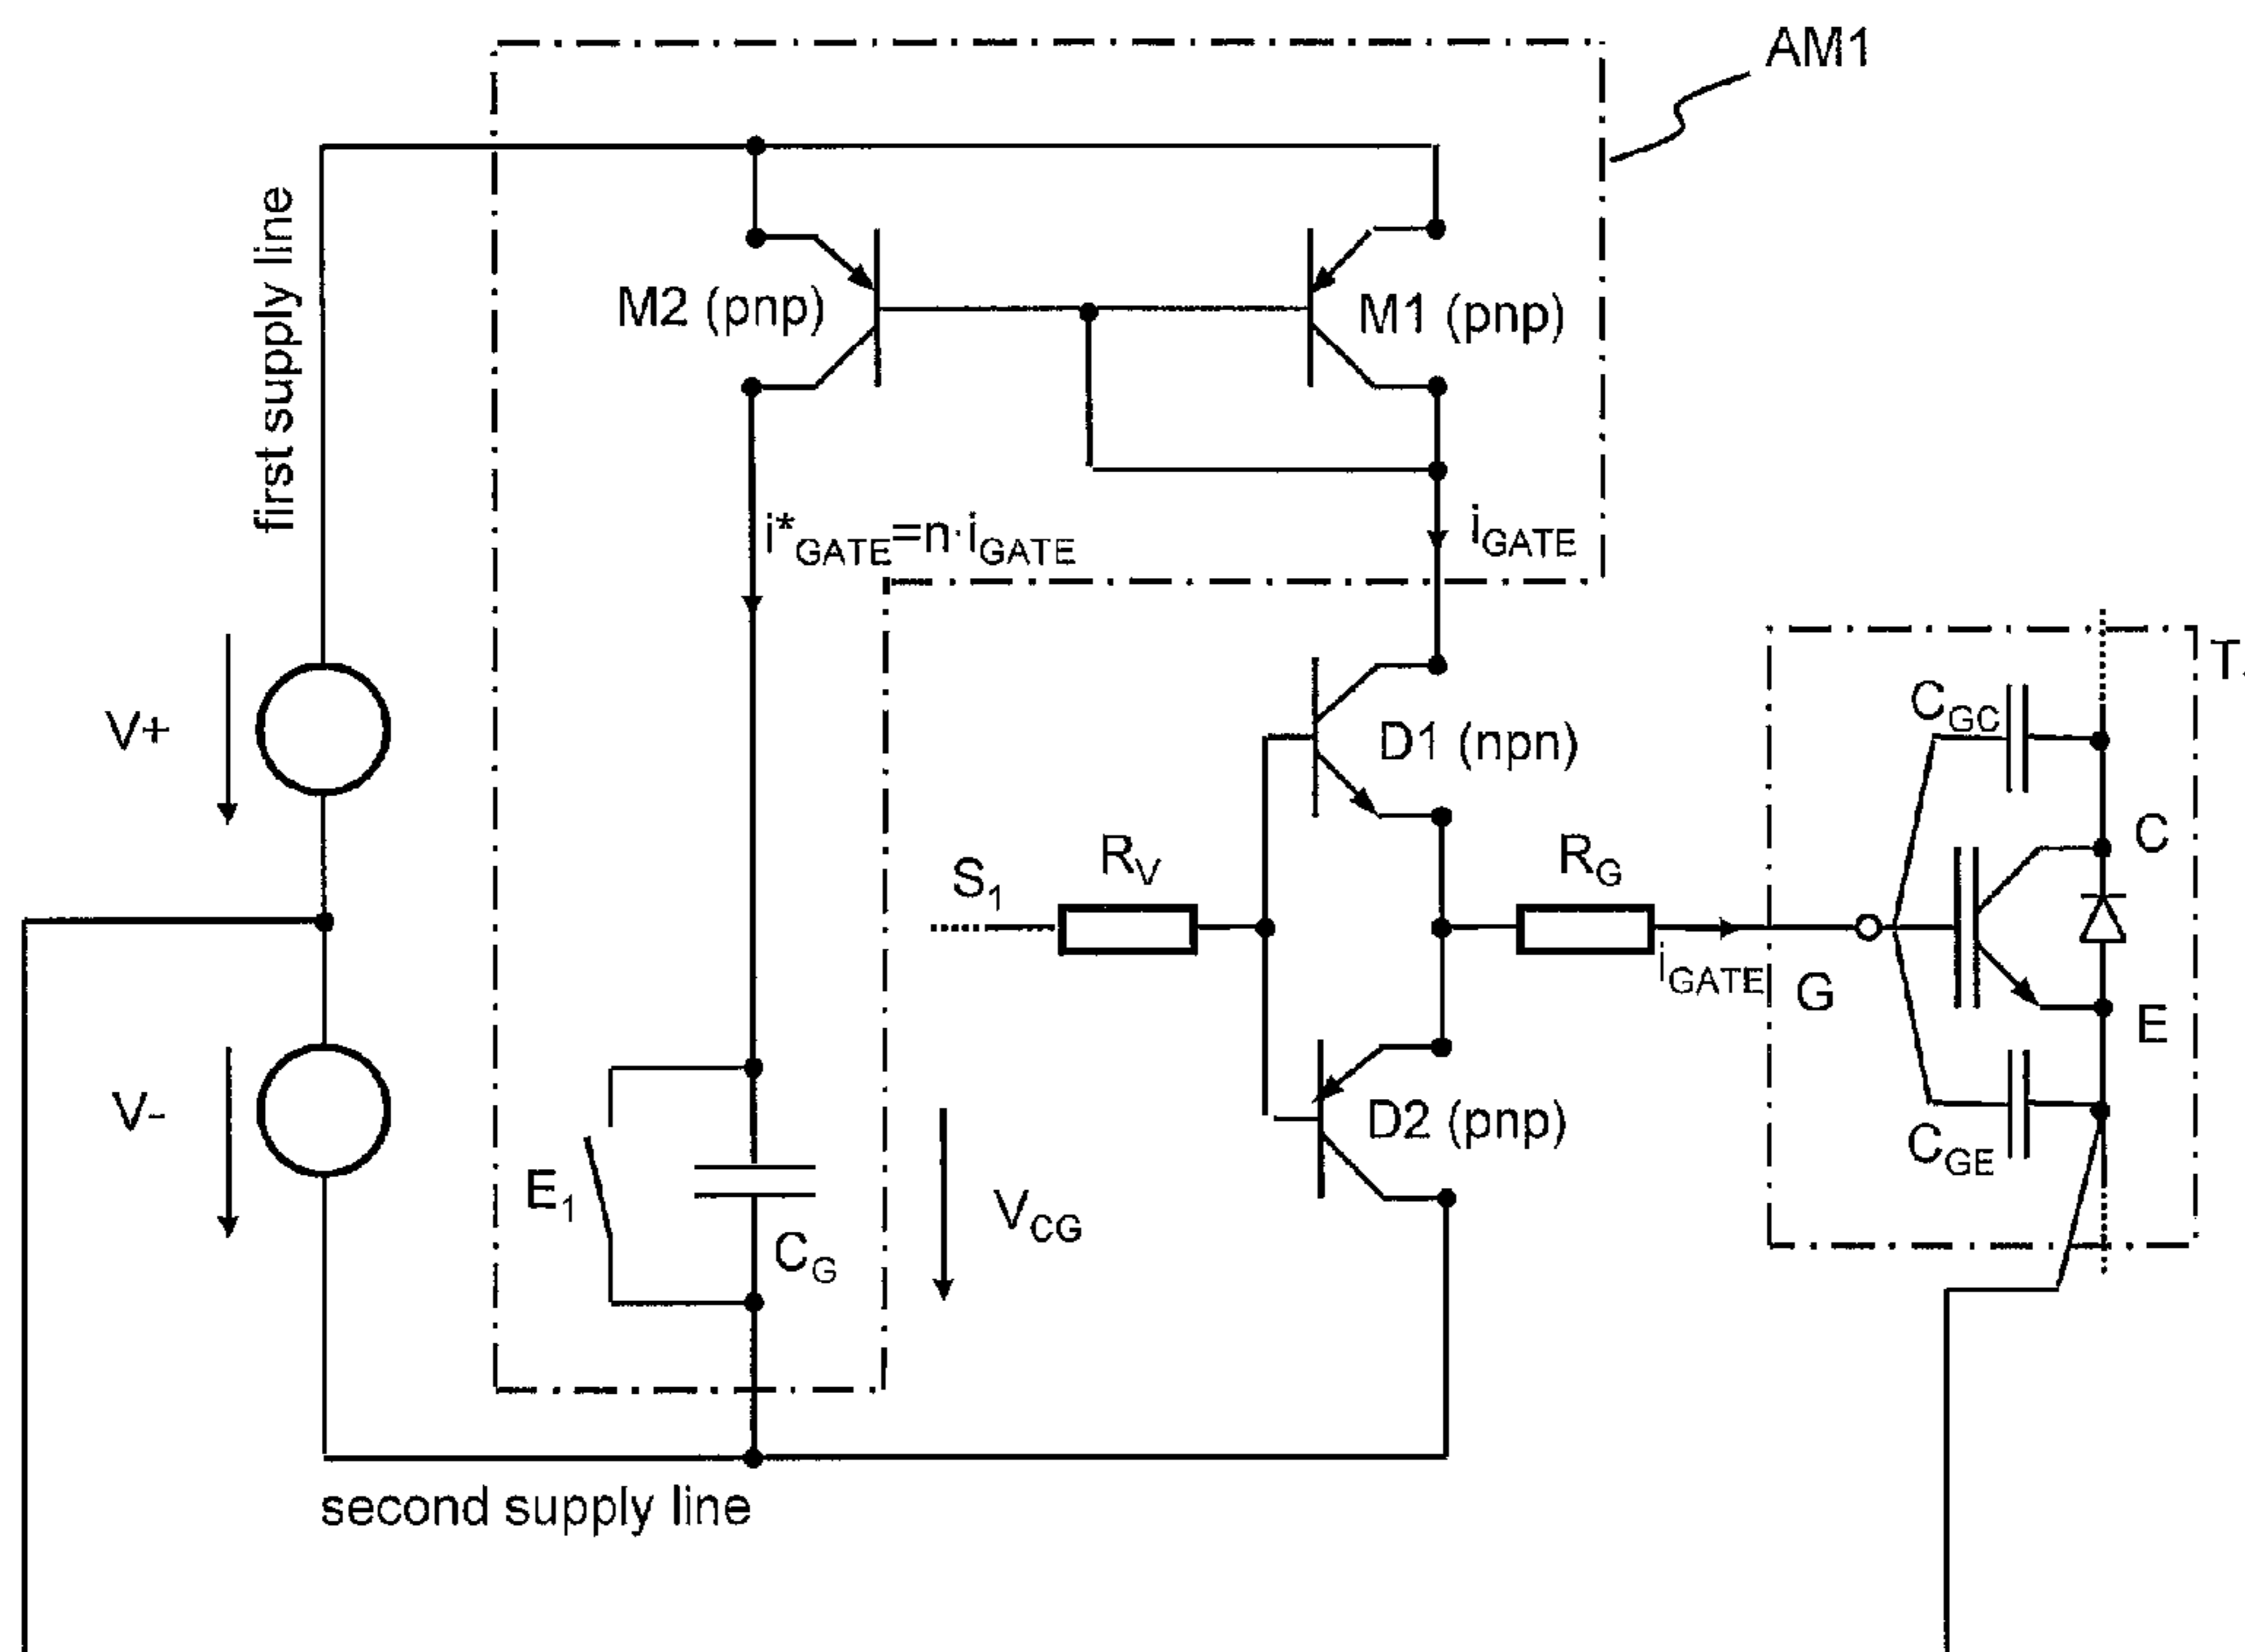 AM1
first supply line
M2 (pnp)
M1 (pnp)
i*GATE=n·iGATE
iGATE
V+
CGC
D1 (npn)
C
S1
RV
RG
iGATE
G
E
V-
E1
CG
VCG
D2 (pnp)
CGE
second supply line